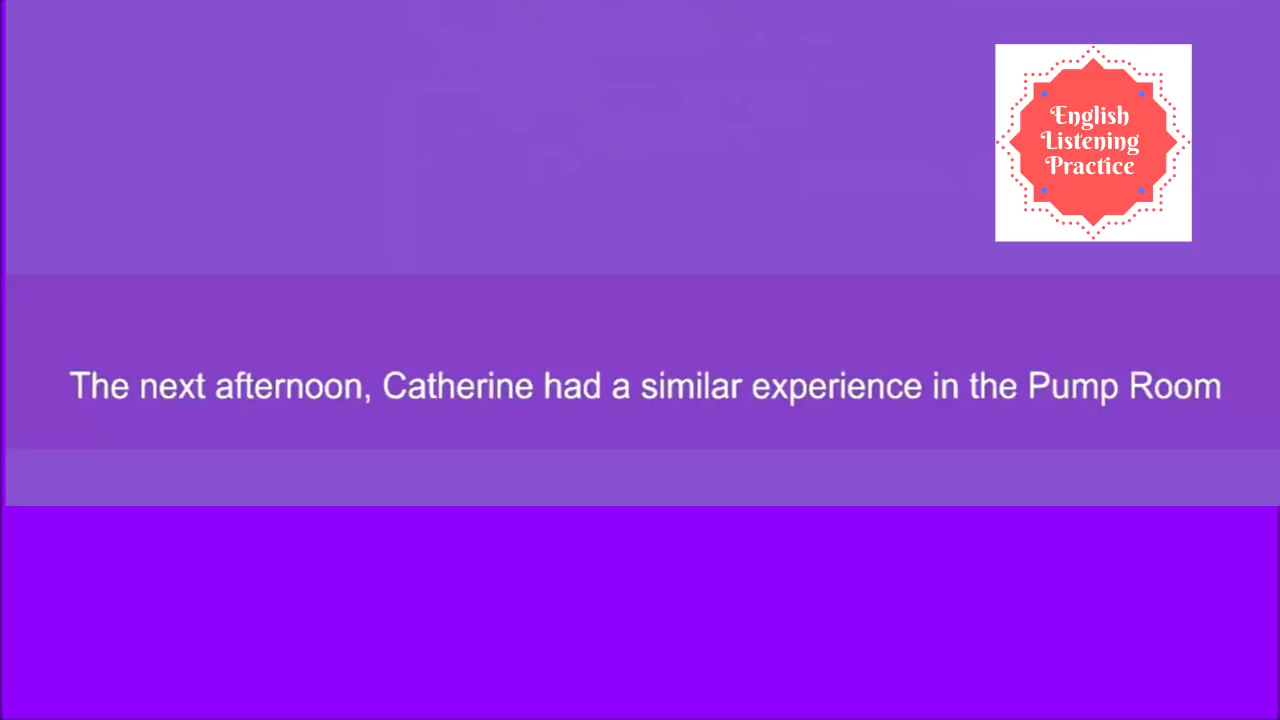 English
Listening
Practice
The next afternoon, Catherine had a similar experience in the Pump Room